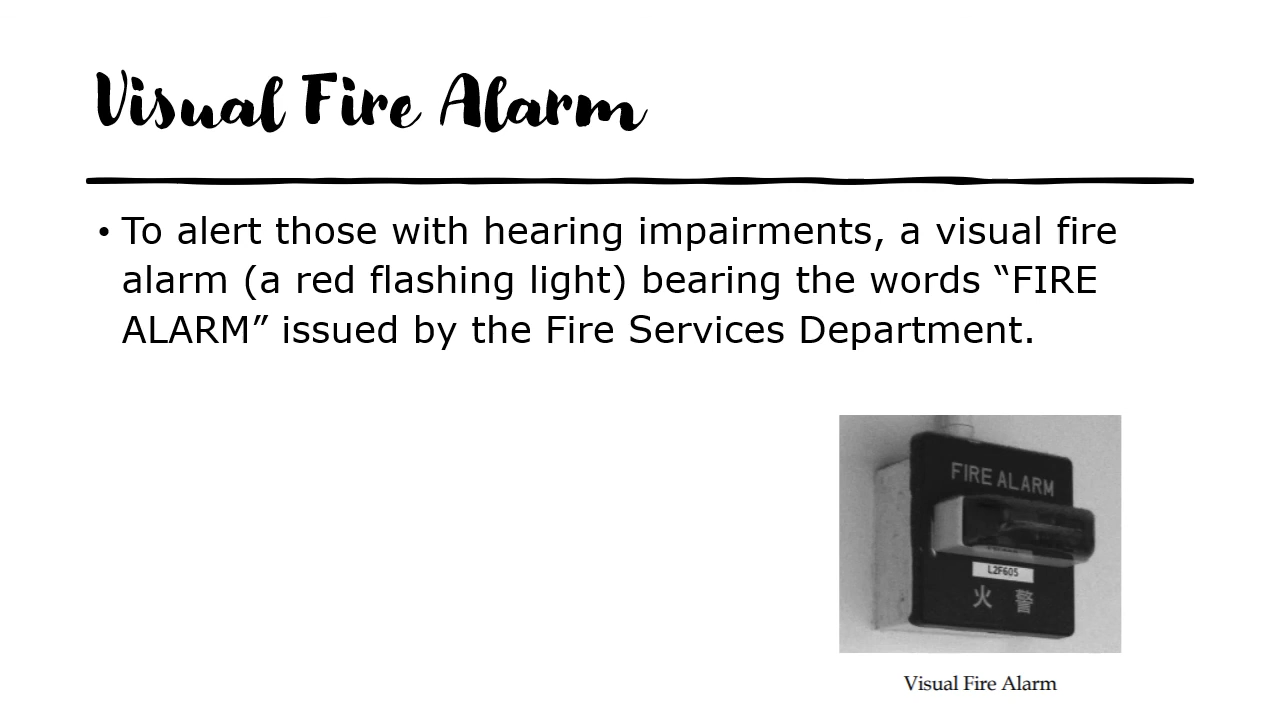 Visual Fire Alarm
• To alert those with hearing impairments, a visual fire
alarm (a red flashing light) bearing the words “FIRE
ALARM” issued by the Fire Services Department.
FIRE ALARM
L2F605
火 警
Visual Fire Alarm